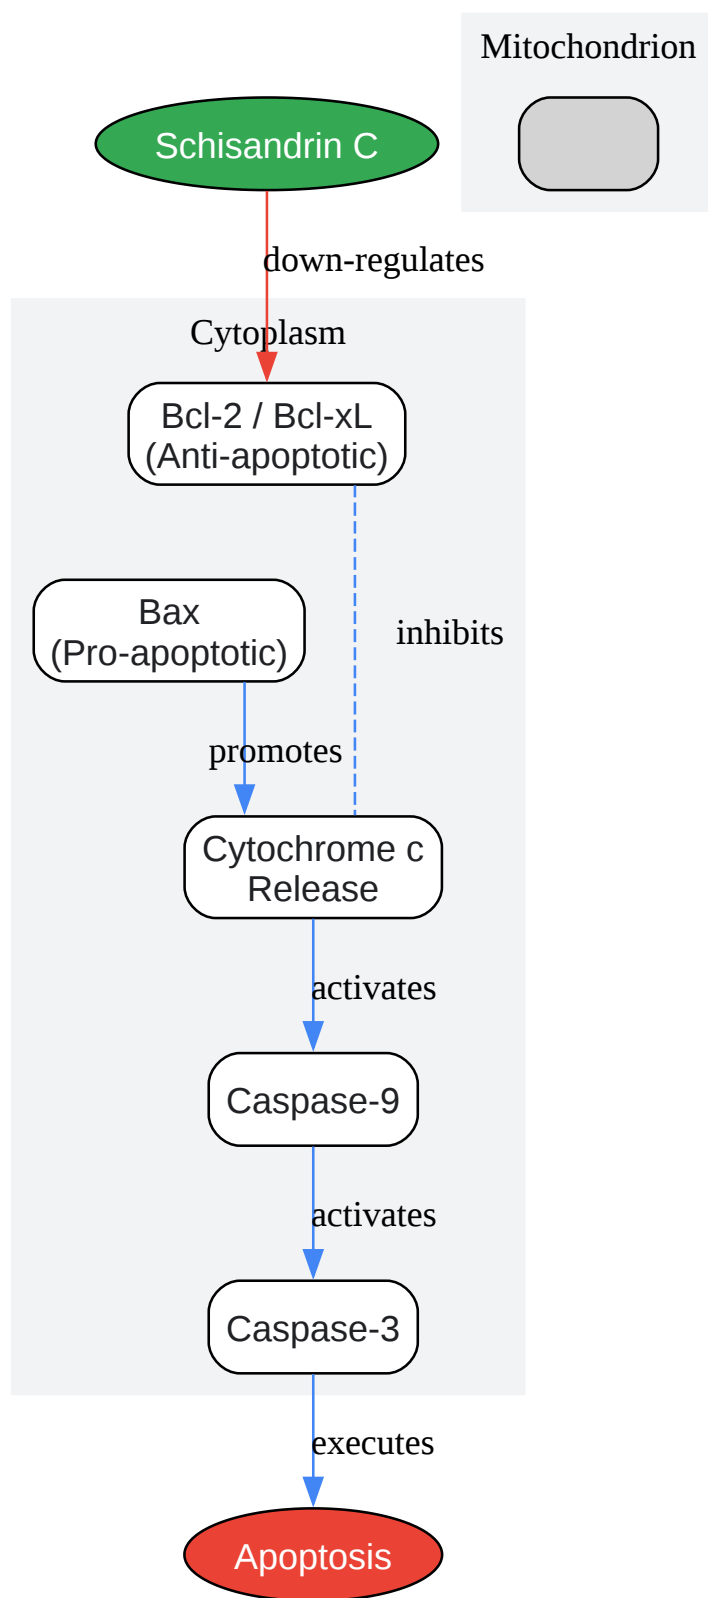 Mitochondrion
Schisandrin C
down-regulates
Cytoplasm
Bcl-2 / Bcl-xL
(Anti-apoptotic)
Bax
(Pro-apoptotic)
inhibits
promotes
Cytochrome c
Release
activates
Caspase-9
activates
Caspase-3
executes
Apoptosis